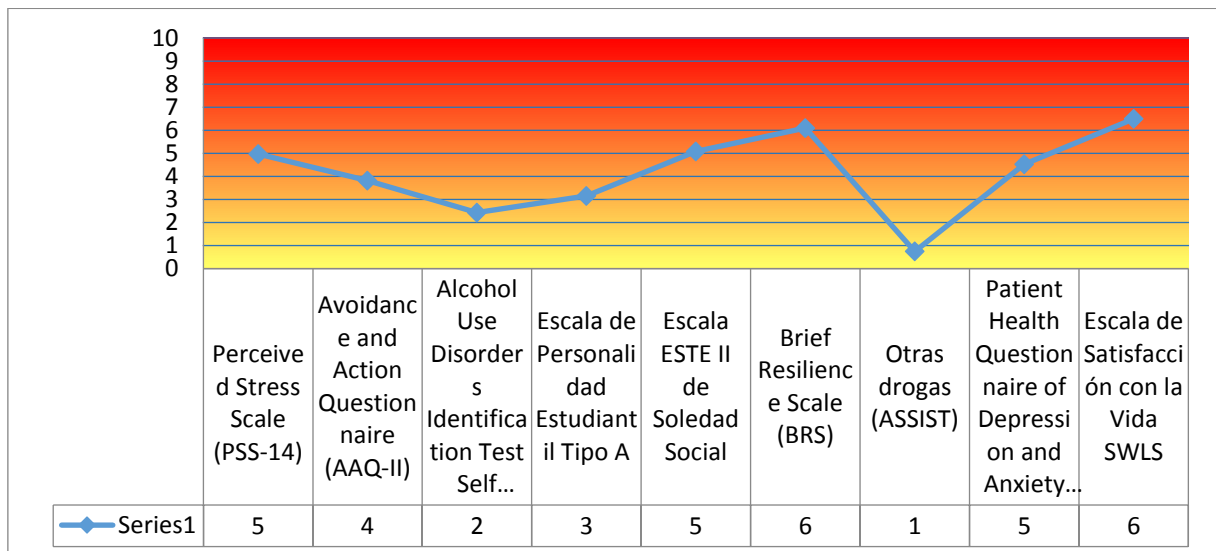 10
9
8
7
6
5
4
3
2
1
0
Perceive
d Stress
Scale
(PSS-14)
Avoidanc
e and
Action
Question
naire
(AAQ-II)
Alcohol
Use
Disorder
s
Identifica
tion Test
Self...
Escala de
Personali
dad
Estudiant
il Tipo A
Escala
ESTE II
de
Soledad
Social
Brief
Resilienc
e Scale
(BRS)
Otras
drogas
(ASSIST)
Patient
Health
Question
naire of
Depressi
on and
Anxiety...
Escala de
Satisfacci
ón con la
Vida
SWLS
Series1 5 4 2 3 5 6 1 5 6